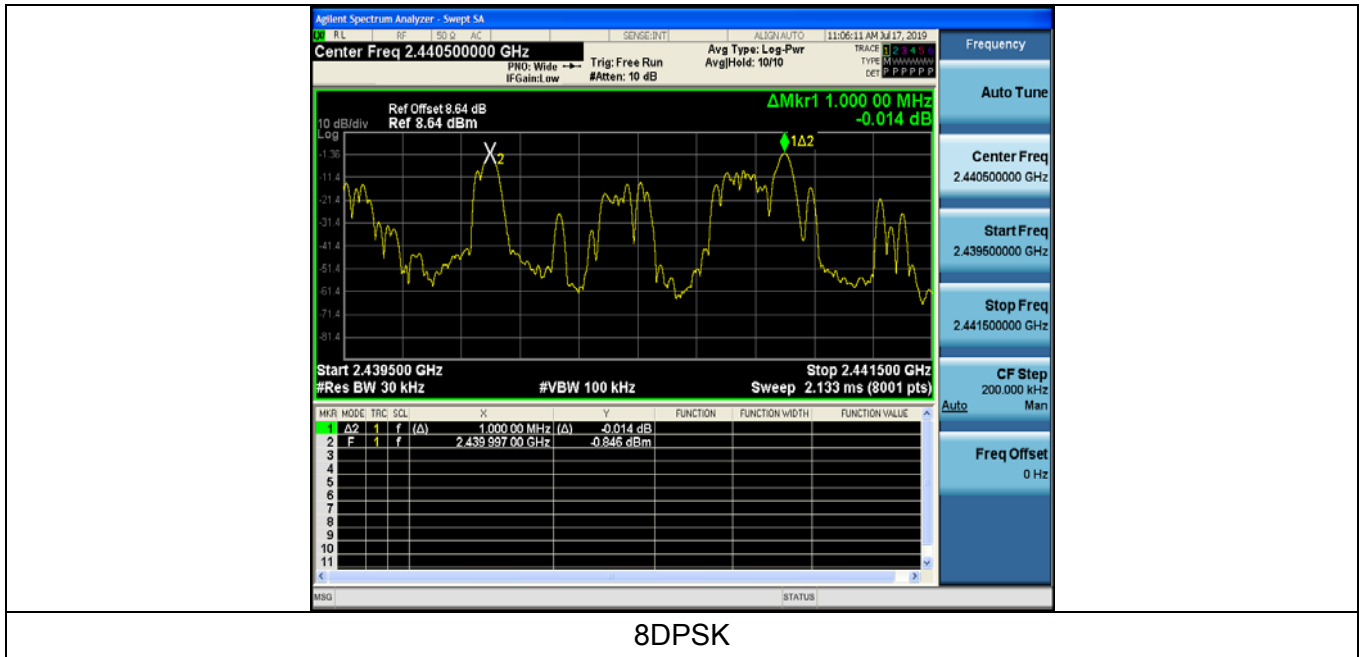 Agilent Spectrum Analyzer - Swept SA
RL RF 50 Ω AC SENSE:INT ALIGNAUTO 11:06:11 AM Jul 17, 2019
Center Freq 2.440500000 GHz
PNO: Wide
IFGain:Low
Trig: Free Run
#Atten: 10 dB
Avg Type: Log-Pwr
Avg|Hold: 10/10
TRACE 1 2 3 4 5 6
TYPE MWWWWW
DET P P P P P P
ΔMkr1 1.000 00 MHz
-0.014 dB
Ref Offset 8.64 dB
10 dB/div Ref 8.64 dBm
Log
-1.36
-11.4
-21.4
-31.4
-41.4
-51.4
-61.4
-71.4
-81.4
X2
1Δ2
Start 2.439500 GHz Stop 2.441500 GHz
#Res BW 30 kHz #VBW 100 kHz Sweep 2.133 ms (8001 pts)
MKR MODE TRC SCL X Y FUNCTION FUNCTION WIDTH FUNCTION VALUE
1 Δ2 1 f (Δ) 1.000 00 MHz (Δ) -0.014 dB
2 F 1 f 2.439 997 00 GHz -0.846 dBm
3
4
5
6
7
8
9
10
11
MSG STATUS
Frequency
Auto Tune
Center Freq
2.440500000 GHz
Start Freq
2.439500000 GHz
Stop Freq
2.441500000 GHz
CF Step
200.000 kHz
Auto Man
Freq Offset
0 Hz
8DPSK